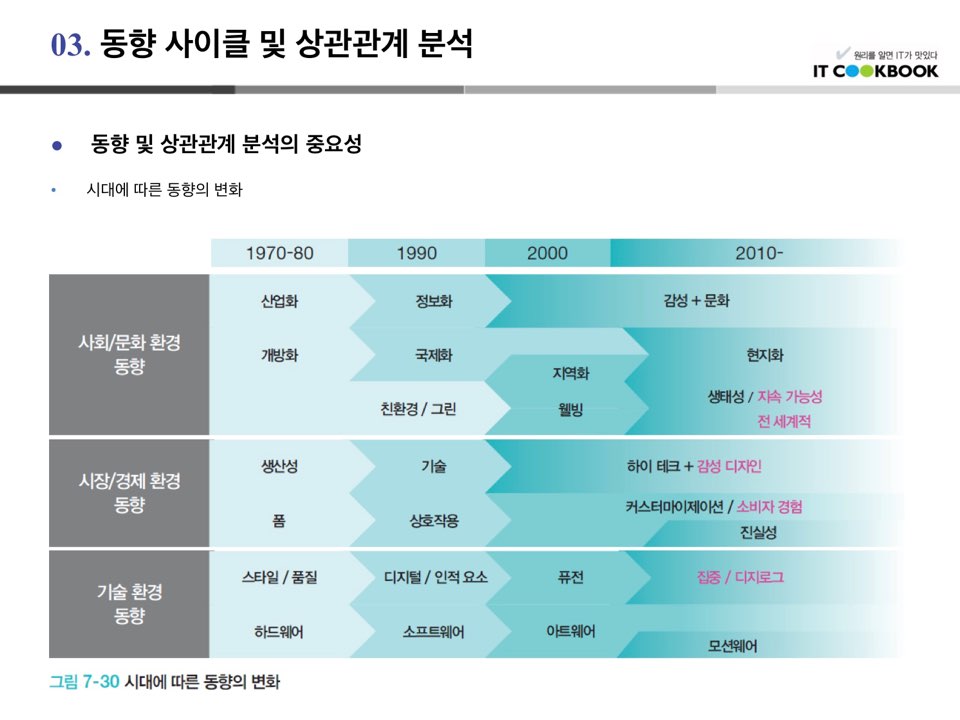 03. 동향 사이클 및 상관관계 분석
원리를 알면 IT가 맛있다
IT COOKBOOK
동향 및 상관관계 분석의 중요성
시대에 따른 동향의 변화
1970-80 1990 2000 2010-
사회/문화 환경
동향
산업화 정보화 감성 + 문화
개방화 국제화 현지화
지역화
친환경 / 그린 웰빙 생태성 / 지속 가능성
전 세계적
시장/경제 환경
동향
생산성 기술 하이 테크 + 감성 디자인
폼 상호작용 커스터마이제이션 / 소비자 경험
진실성
기술 환경
동향
스타일 / 품질 디지털 / 인적 요소 퓨전 집중 / 디지로그
하드웨어 소프트웨어 아트웨어 모션웨어
그림 7-30 시대에 따른 동향의 변화